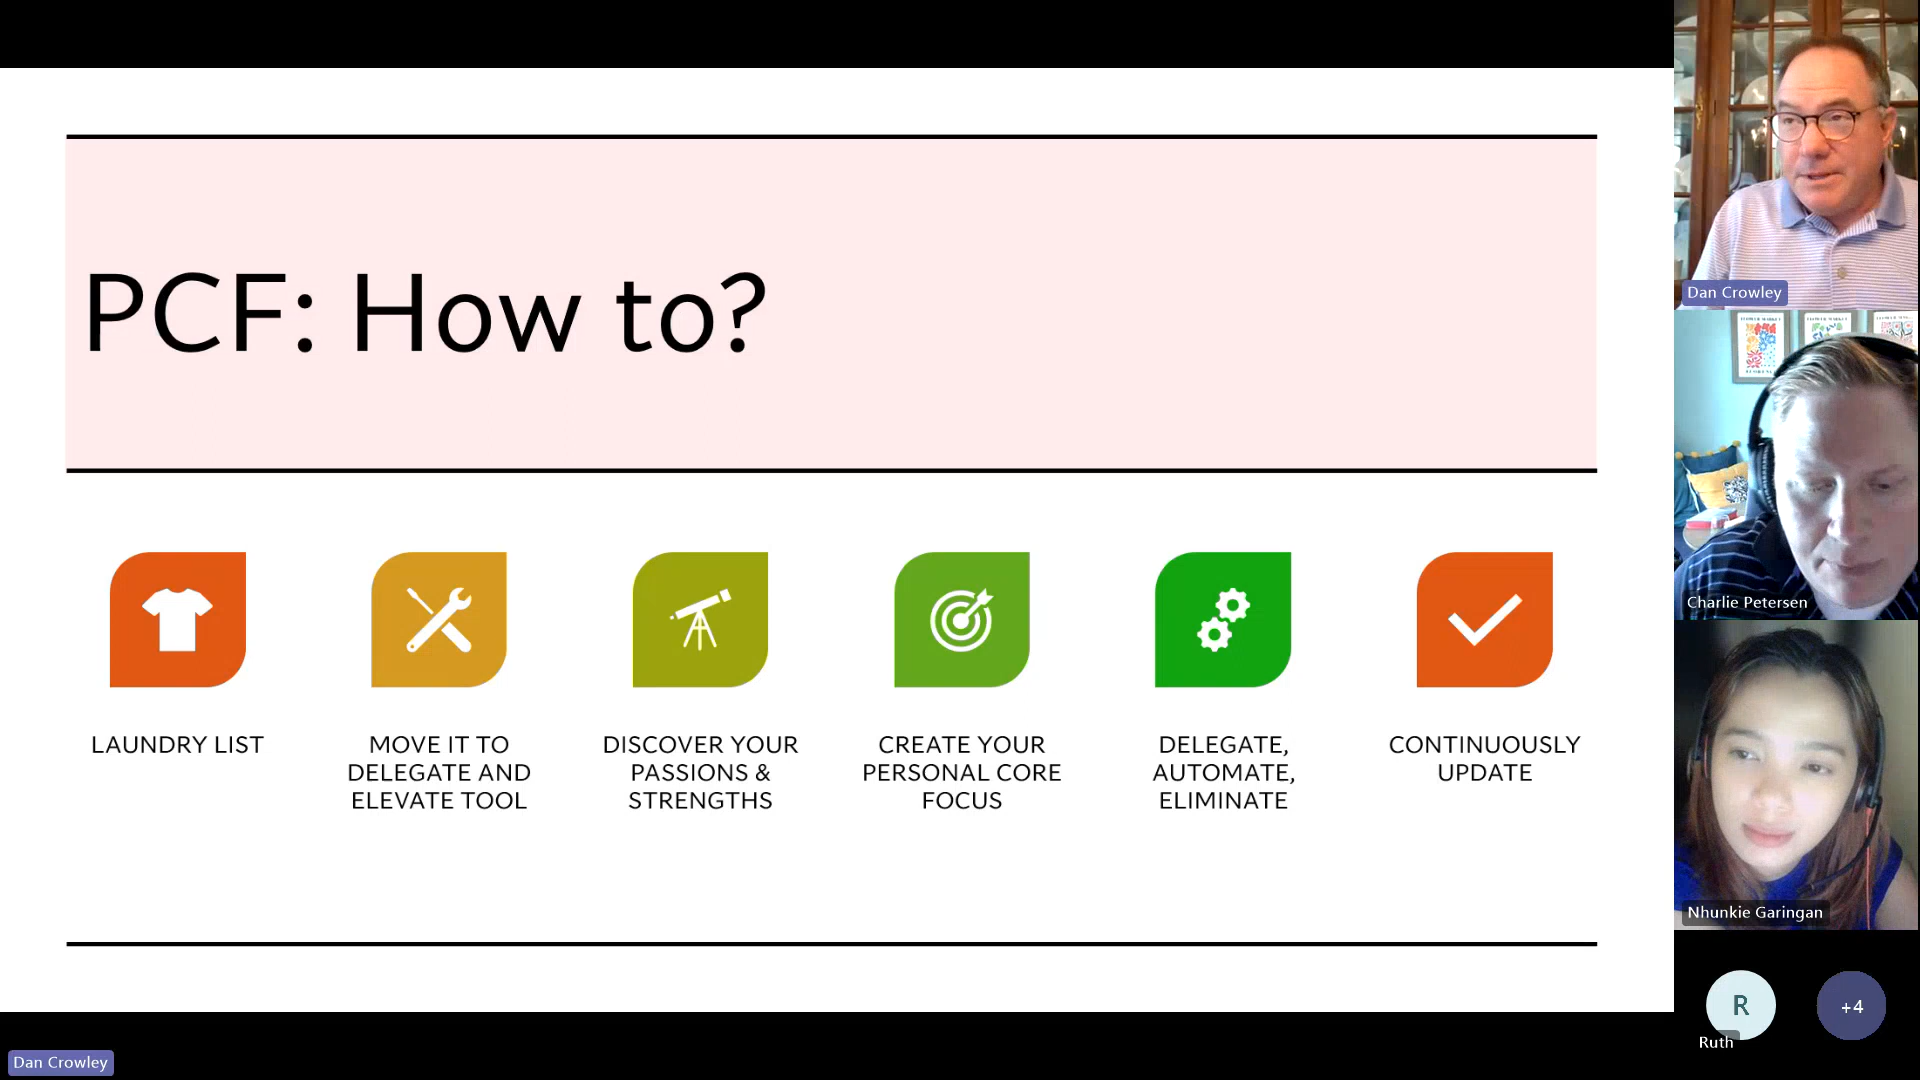 PCF: How to?
LAUNDRY LIST
MOVE IT TO
DELEGATE AND
ELEVATE TOOL
DISCOVER YOUR
PASSIONS &
STRENGTHS
CREATE YOUR
PERSONAL CORE
FOCUS
DELEGATE,
AUTOMATE,
ELIMINATE
CONTINUOUSLY
UPDATE
Dan Crowley
Charlie Petersen
Nhunkie Garingan
R
Ruth
+4
Dan Crowley